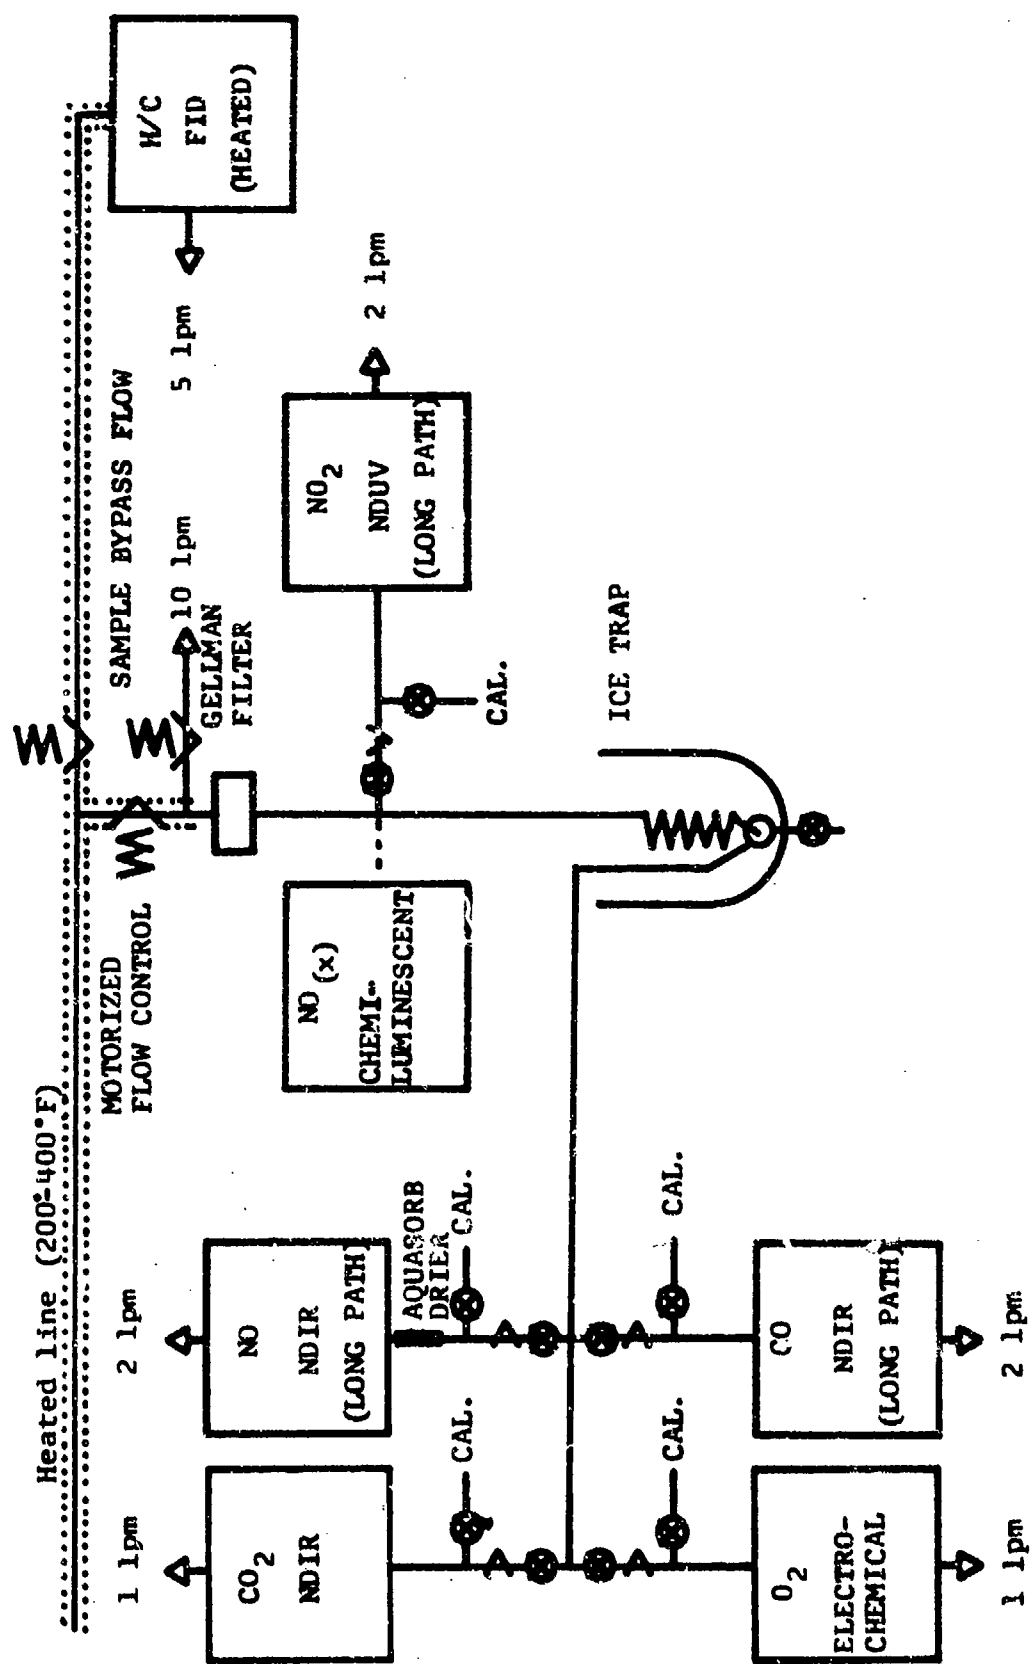 Heated line (200°-400°F)
MOTORIZED
FLOW CONTROL
SAMPLE BYPASS FLOW
10 lpm
5 lpm
H/C
FID
(HEATED)
GELLMAN
FILTER
NO2
NDUV
(LONG PATH)
2 lpm
CAL.
NO(x)
CHEMI-
LUMINESCENT
ICE TRAP
1 lpm
CO2
NDIR
CAL.
2 lpm
NO
NDIR
(LONG PATH)
AQUASORB
DRIER
CAL.
CAL.
O2
ELECTRO-
CHEMICAL
1 lpm
CAL.
CO
NDIR
(LONG PATH)
2 lpm